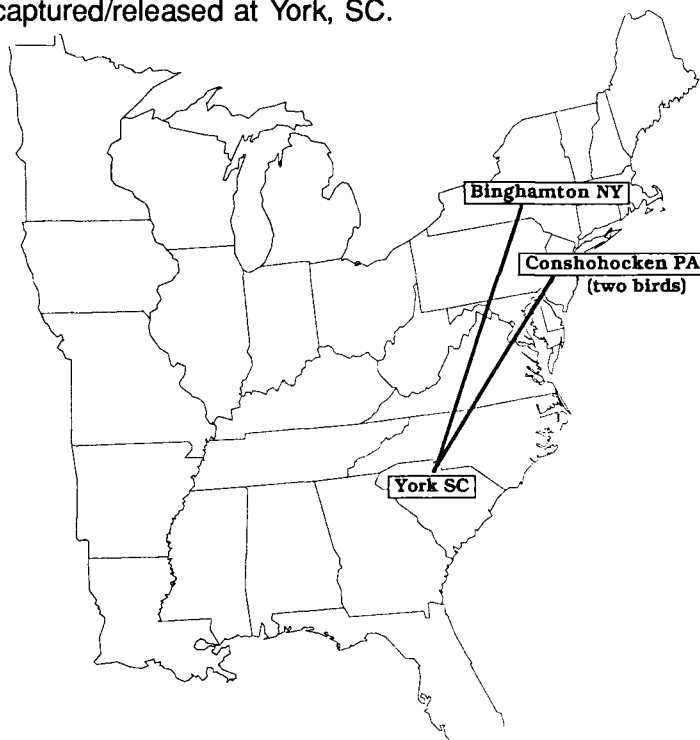 captured/released at York, SC.
Binghamton NY
Conshohocken PA
(two birds)
York SC